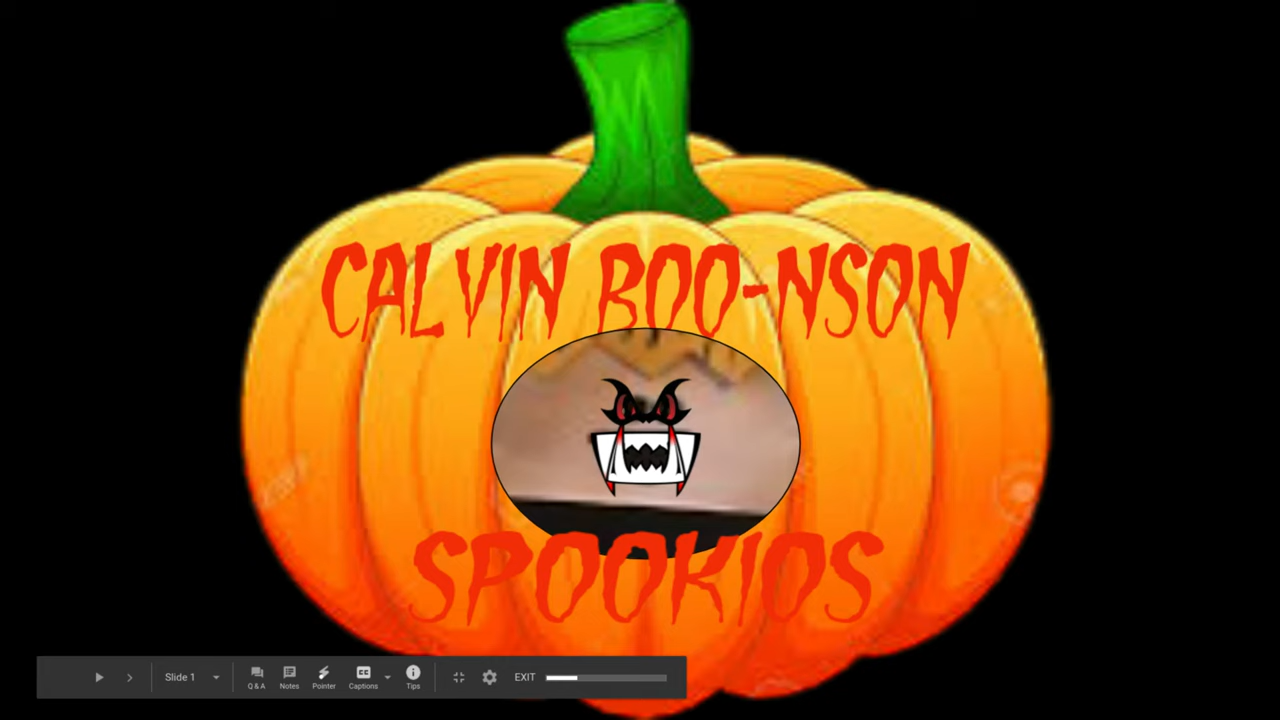 CALVIN BOO-NSON
SPOOKIOS
Slide 1
Q & A
Notes
Pointer
Captions
Tips
EXIT